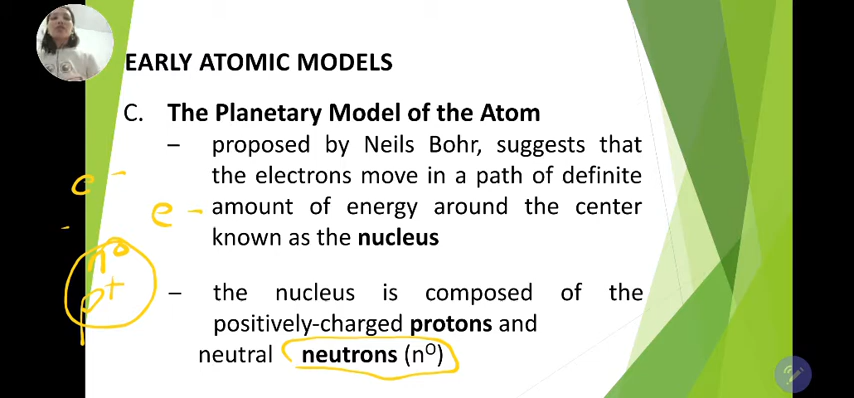 EARLY ATOMIC MODELS
C. The Planetary Model of the Atom
– proposed by Neils Bohr, suggests that
the electrons move in a path of definite
amount of energy around the center
known as the nucleus
– the nucleus is composed of the
positively-charged protons and
neutral neutrons (n⁰)
e -
e -
n⁰
p+